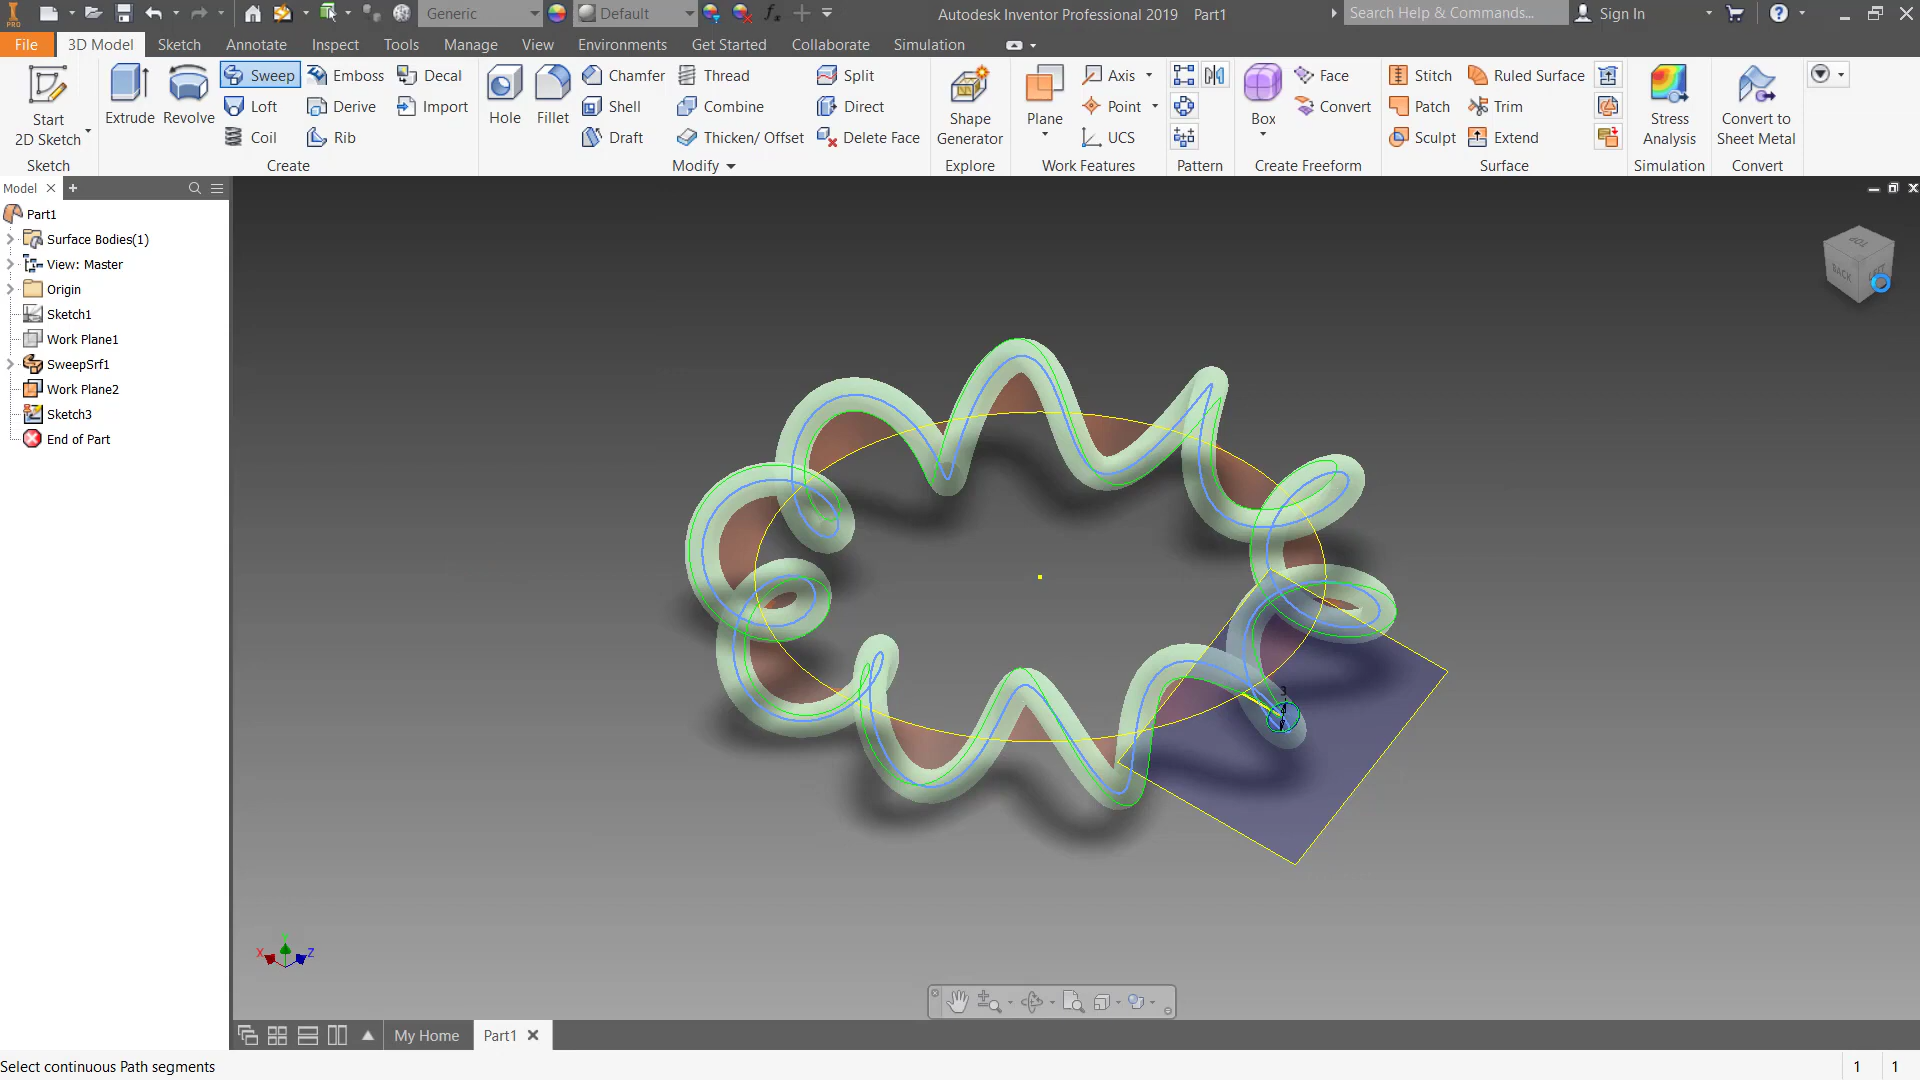 PRO
Generic
Default
Autodesk Inventor Professional 2019 Part1
Search Help & Commands...
Sign In
File
3D Model
Sketch
Annotate
Inspect
Tools
Manage
View
Environments
Get Started
Collaborate
Simulation
Start
2D Sketch
Sketch
Extrude
Revolve
Sweep
Loft
Coil
Emboss
Derive
Rib
Decal
Import
Create
Hole
Fillet
Chamfer
Shell
Draft
Thread
Combine
Thicken/ Offset
Split
Direct
Delete Face
Modify
Shape
Generator
Explore
Plane
Axis
Point
UCS
Work Features
Pattern
Box
Face
Convert
Create Freeform
Stitch
Patch
Sculpt
Ruled Surface
Trim
Extend
Surface
Stress
Analysis
Simulation
Convert to
Sheet Metal
Convert
Model
Part1
Surface Bodies(1)
View: Master
Origin
Sketch1
Work Plane1
SweepSrf1
Work Plane2
Sketch3
End of Part
TOP
BACK
LEFT
X
Z
My Home
Part1
Select continuous Path segments
1
1